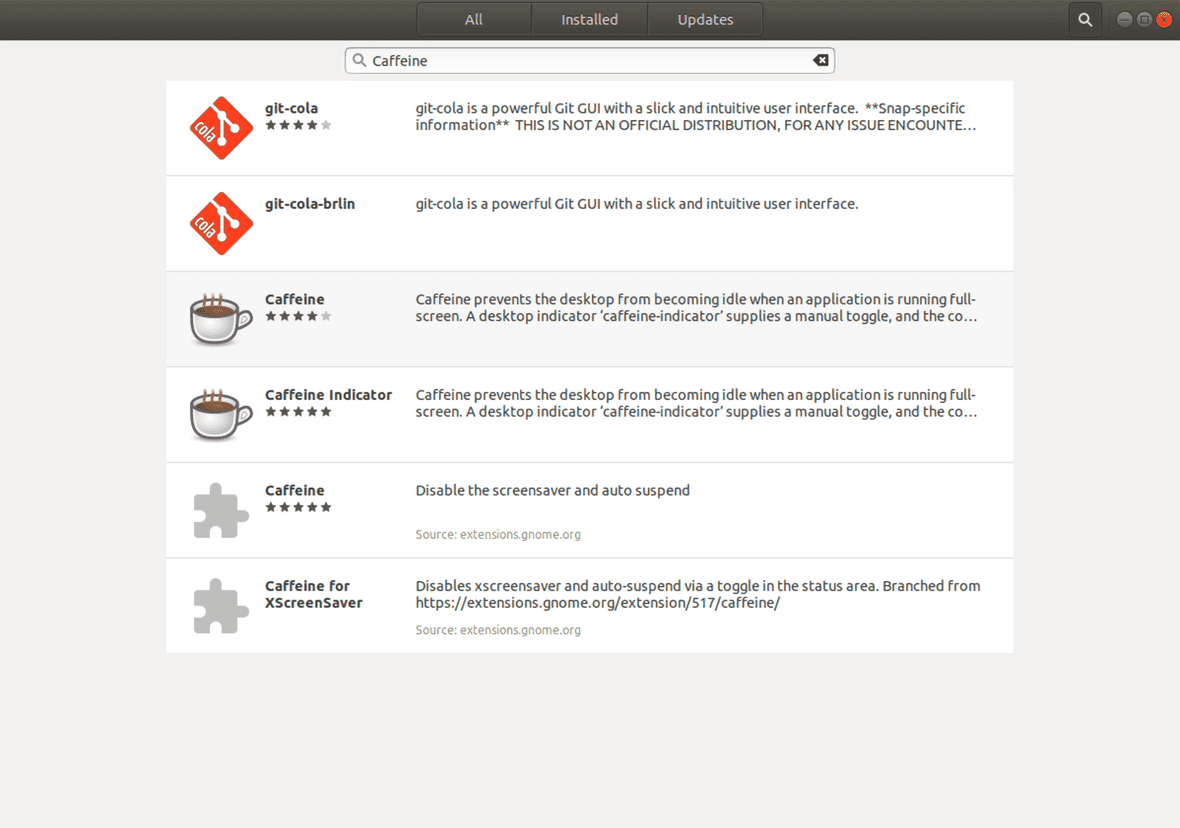 All Installed Updates
Caffeine
git-cola
git-cola is a powerful Git GUI with a slick and intuitive user interface.  **Snap-specific
information**  THIS IS NOT AN OFFICIAL DISTRIBUTION, FOR ANY ISSUE ENCOUNTE...
cola
git-cola-brlin
git-cola is a powerful Git GUI with a slick and intuitive user interface.
cola
Caffeine
Caffeine prevents the desktop from becoming idle when an application is running full-
screen. A desktop indicator ‘caffeine-indicator’ supplies a manual toggle, and the co...
Caffeine Indicator
Caffeine prevents the desktop from becoming idle when an application is running full-
screen. A desktop indicator ‘caffeine-indicator’ supplies a manual toggle, and the co...
Caffeine
Disable the screensaver and auto suspend
Source: extensions.gnome.org
Caffeine for
XScreenSaver
Disables xscreensaver and auto-suspend via a toggle in the status area. Branched from
https://extensions.gnome.org/extension/517/caffeine/
Source: extensions.gnome.org